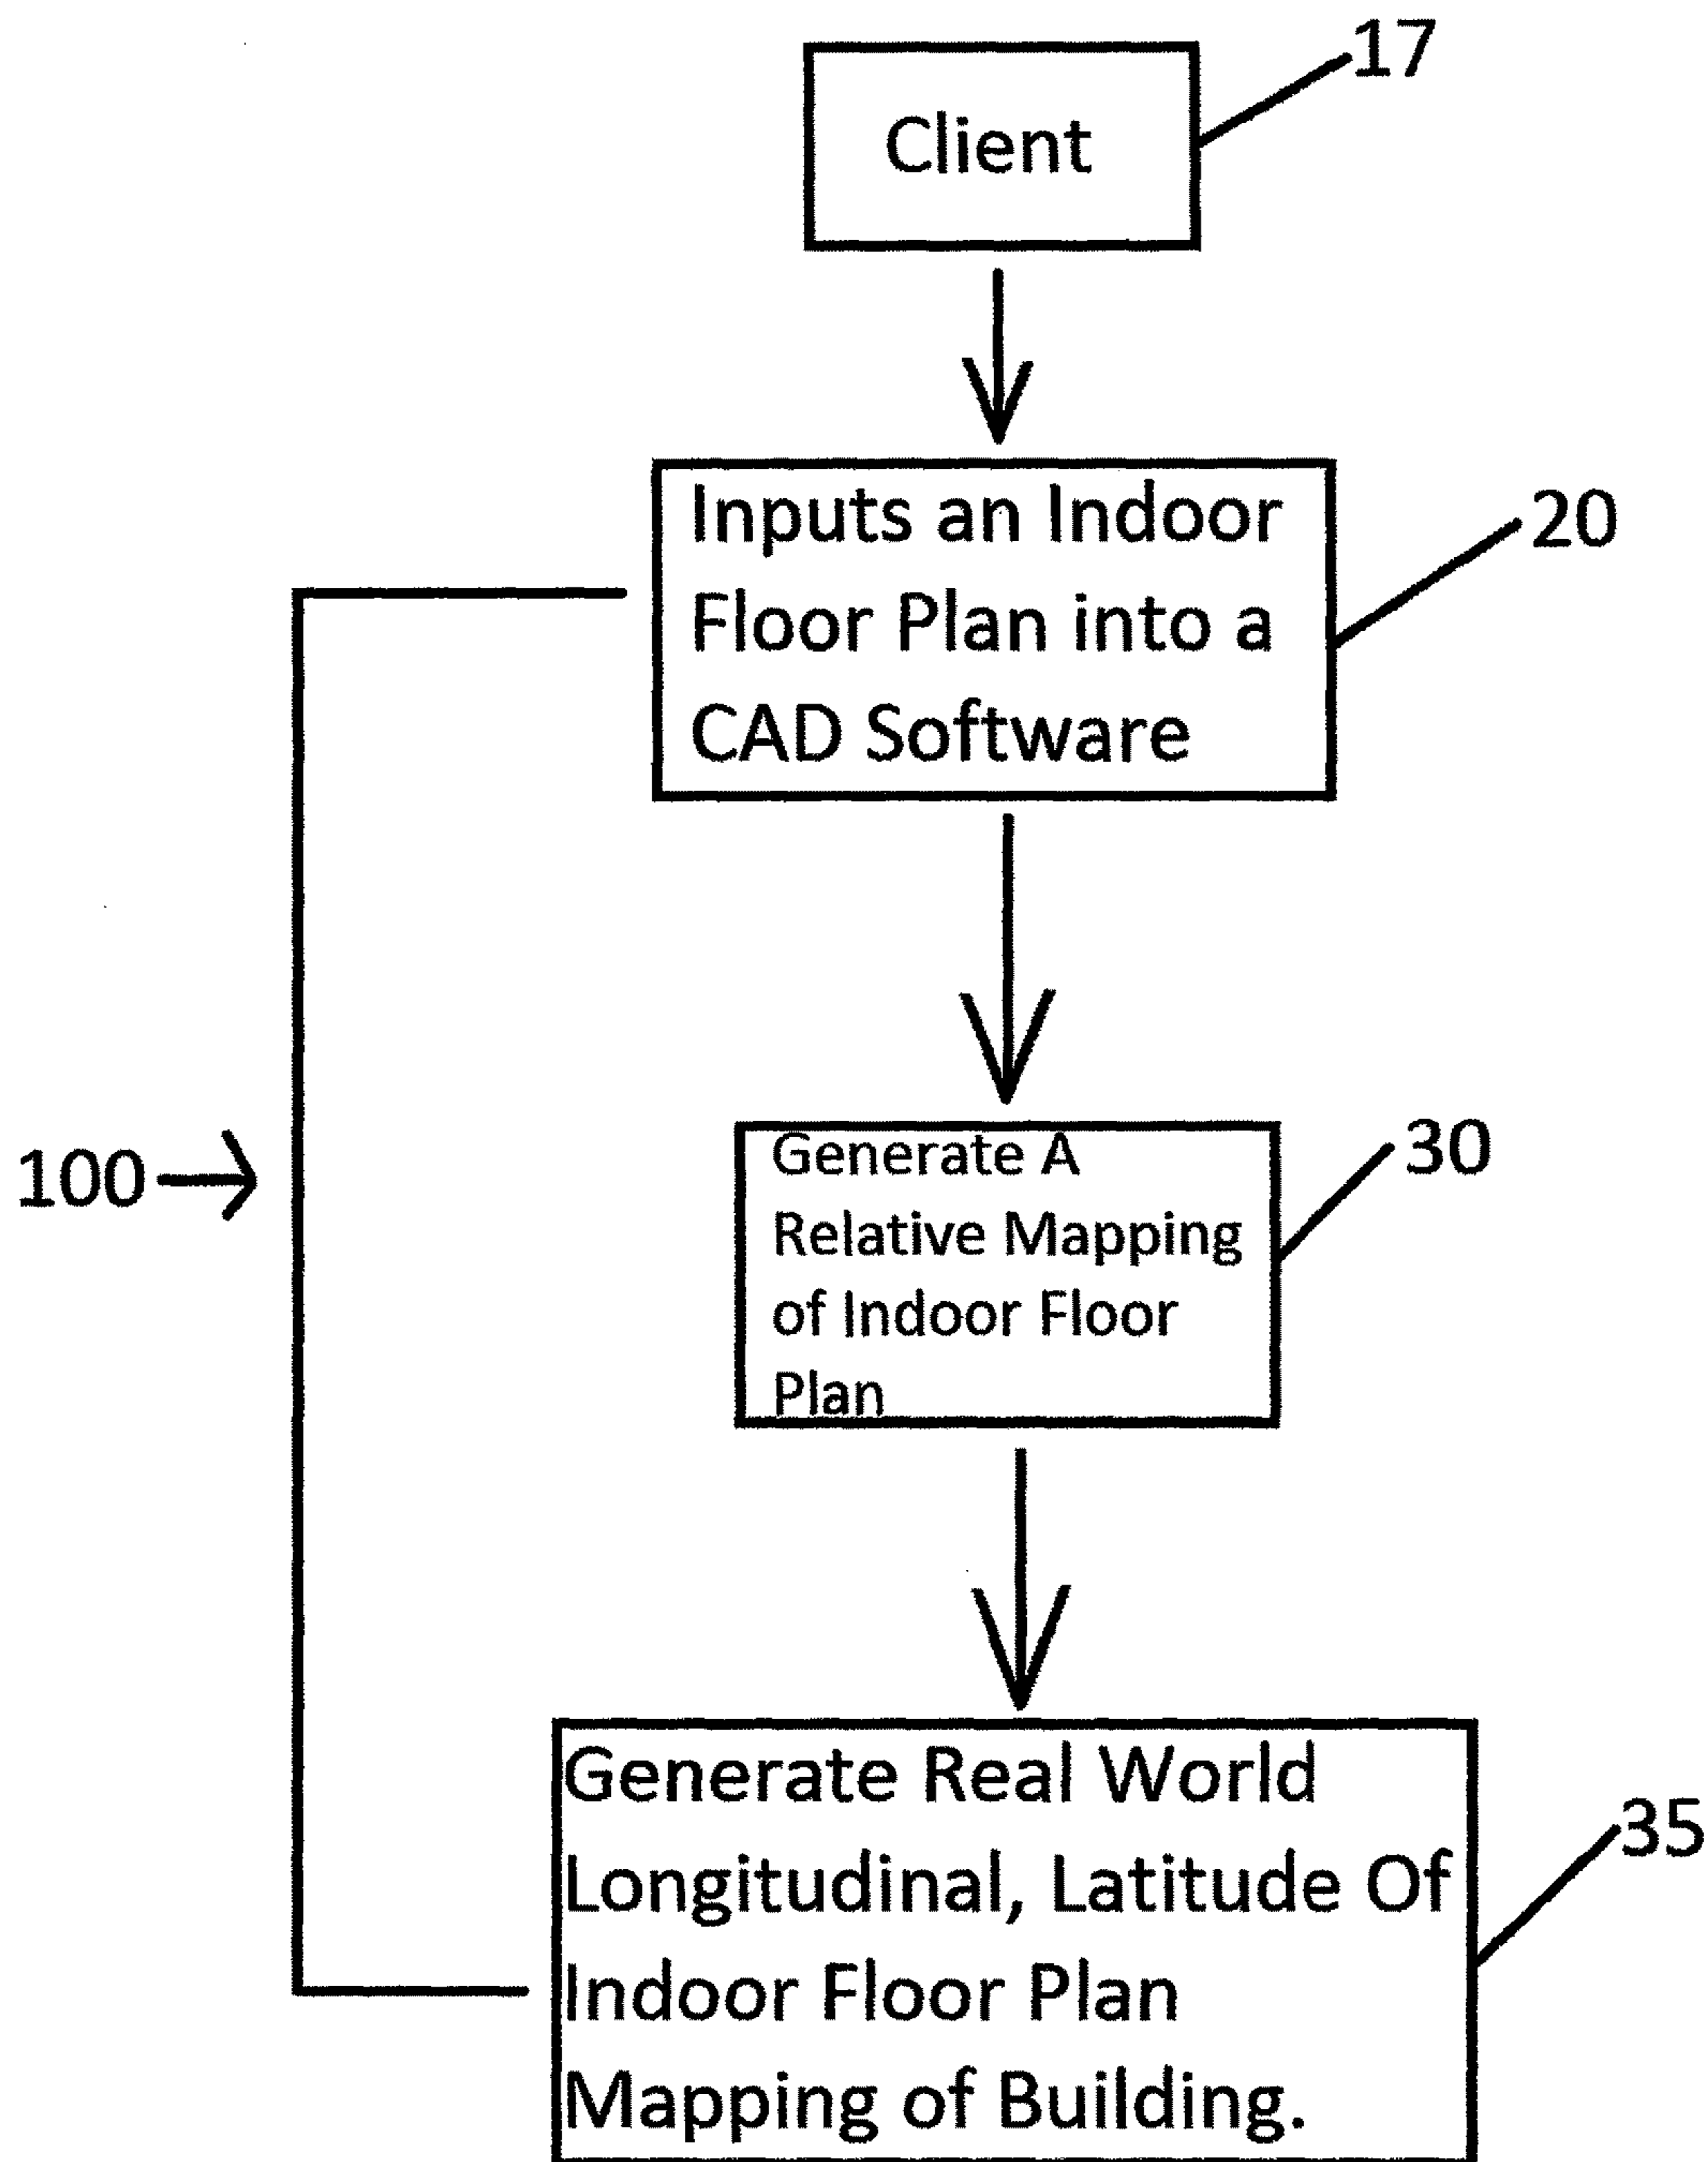 17
Client
20
Inputs an Indoor
Floor Plan into a
CAD Software
100
30
Generate A
Relative Mapping
of Indoor Floor
Plan
35
Generate Real World
Longitudinal, Latitude Of
Indoor Floor Plan
Mapping of Building.